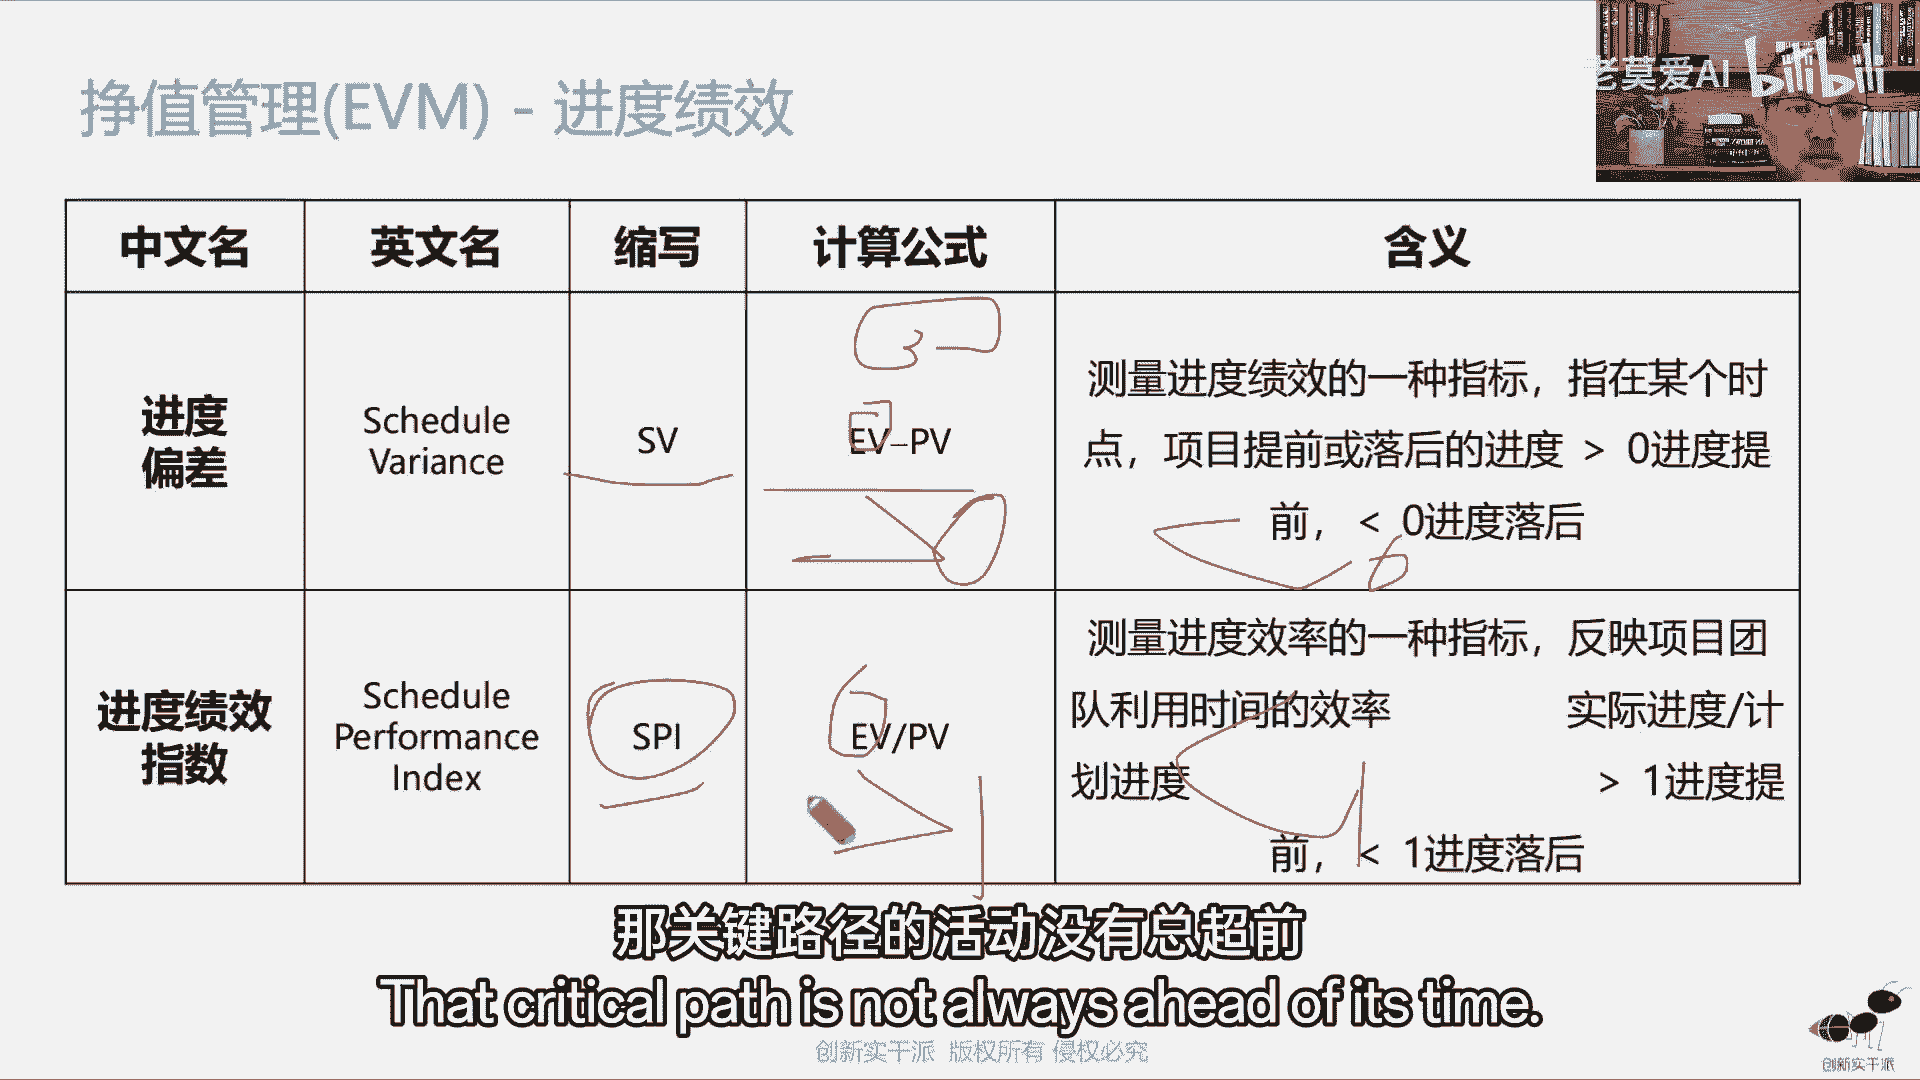 老莫爱AI
bilibili
挣值管理(EVM) - 进度绩效
中文名 英文名 缩写 计算公式 含义
进度
偏差
Schedule
Variance
SV
EV-PV
测量进度绩效的一种指标，指在某个时
点，项目提前或落后的进度 > 0进度提
前， < 0进度落后
进度绩效
指数
Schedule
Performance
Index
SPI
EV/PV
测量进度效率的一种指标，反映项目团
队利用时间的效率 实际进度/计
划进度 > 1进度提
前， < 1进度落后
那关键路径的活动没有总超前
That critical path is not always ahead of its time.
创新实干派 版权所有 侵权必究
创新实干派